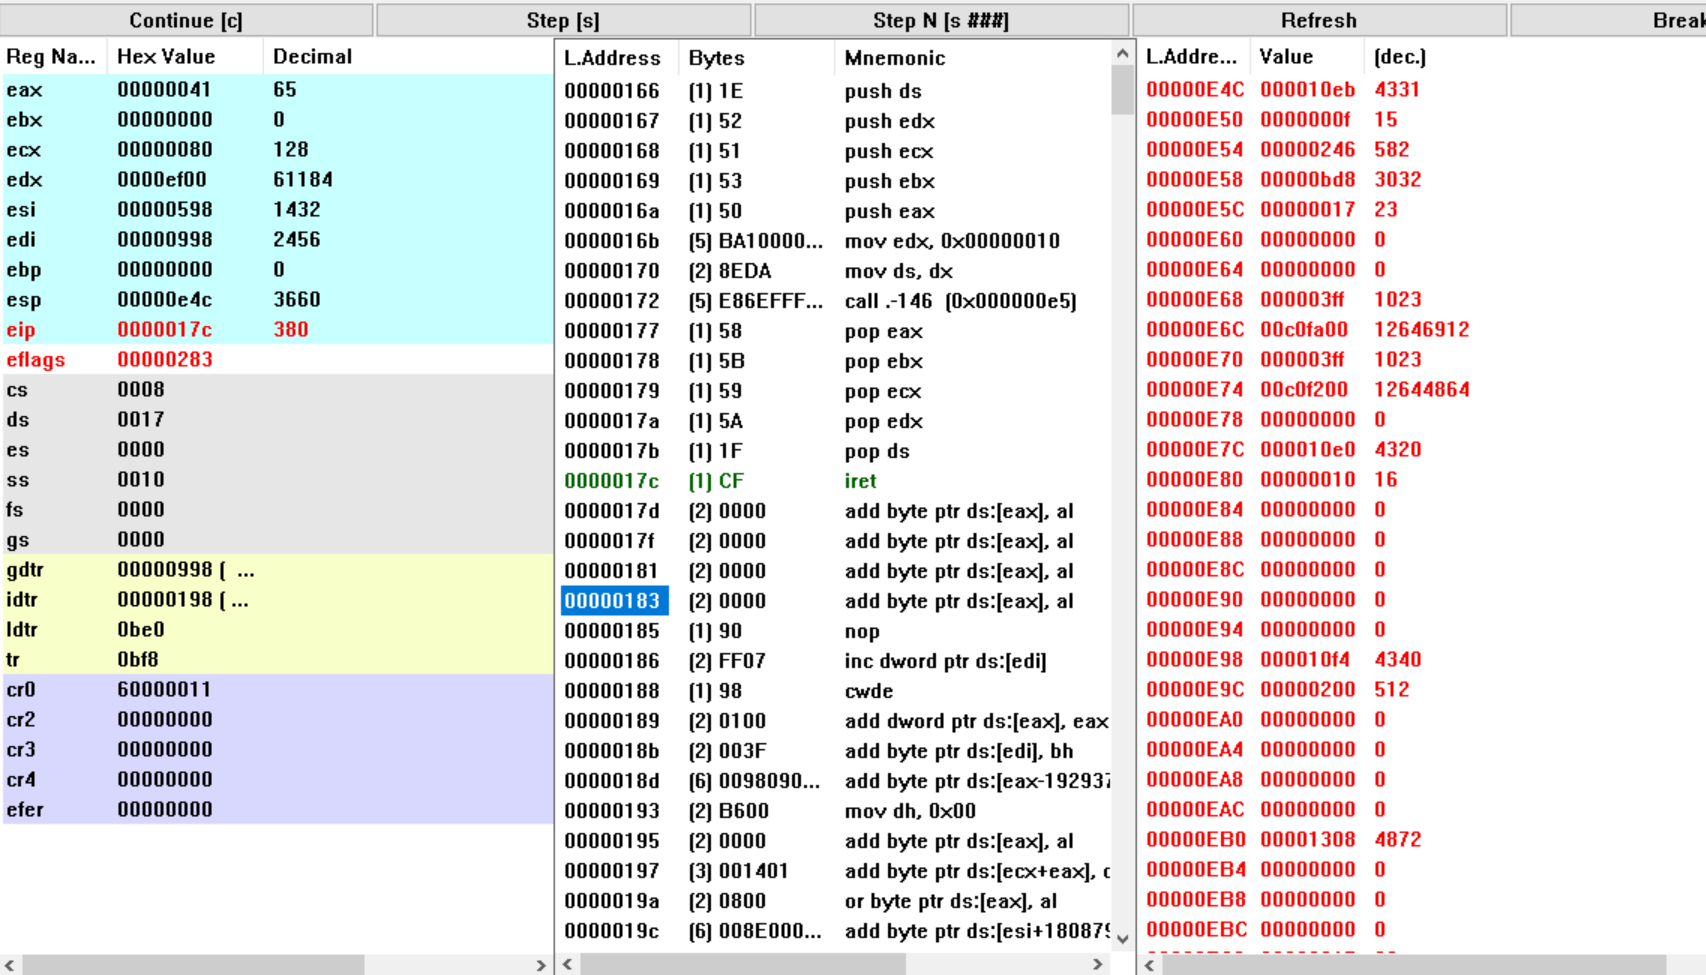 Continue [c] Step [s] Step N [s ###] Refresh Break
Reg Na... Hex Value Decimal
eax 00000041 65
ebx 00000000 0
ecx 00000080 128
edx 0000ef00 61184
esi 00000598 1432
edi 00000998 2456
ebp 00000000 0
esp 00000e4c 3660
eip 0000017c 380
eflags 00000283
cs 0008
ds 0017
es 0000
ss 0010
fs 0000
gs 0000
gdtr 00000998 ( ...
idtr 00000198 ( ...
ldtr 0be0
tr 0bf8
cr0 60000011
cr2 00000000
cr3 00000000
cr4 00000000
efer 00000000
L.Address Bytes Mnemonic
00000166 (1) 1E push ds
00000167 (1) 52 push edx
00000168 (1) 51 push ecx
00000169 (1) 53 push ebx
0000016a (1) 50 push eax
0000016b (5) BA10000... mov edx, 0x00000010
00000170 (2) 8EDA mov ds, dx
00000172 (5) E86EFFF... call .-146 (0x000000e5)
00000177 (1) 58 pop eax
00000178 (1) 5B pop ebx
00000179 (1) 59 pop ecx
0000017a (1) 5A pop edx
0000017b (1) 1F pop ds
0000017c (1) CF iret
0000017d (2) 0000 add byte ptr ds:[eax], al
0000017f (2) 0000 add byte ptr ds:[eax], al
00000181 (2) 0000 add byte ptr ds:[eax], al
00000183 (2) 0000 add byte ptr ds:[eax], al
00000185 (1) 90 nop
00000186 (2) FF07 inc dword ptr ds:[edi]
00000188 (1) 98 cwde
00000189 (2) 0100 add dword ptr ds:[eax], eax
0000018b (2) 003F add byte ptr ds:[edi], bh
0000018d (6) 0098090... add byte ptr ds:[eax-192937
00000193 (2) B600 mov dh, 0x00
00000195 (2) 0000 add byte ptr ds:[eax], al
00000197 (3) 001401 add byte ptr ds:[ecx+eax],
0000019a (2) 0800 or byte ptr ds:[eax], al
0000019c (6) 008E000... add byte ptr ds:[esi+180879
L.Addre... Value (dec.)
00000E4C 000010eb 4331
00000E50 0000000f 15
00000E54 00000246 582
00000E58 00000bd8 3032
00000E5C 00000017 23
00000E60 00000000 0
00000E64 00000000 0
00000E68 000003ff 1023
00000E6C 00c0fa00 12646912
00000E70 000003ff 1023
00000E74 00c0f200 12644864
00000E78 00000000 0
00000E7C 000010e0 4320
00000E80 00000010 16
00000E84 00000000 0
00000E88 00000000 0
00000E8C 00000000 0
00000E90 00000000 0
00000E94 00000000 0
00000E98 000010f4 4340
00000E9C 00000200 512
00000EA0 00000000 0
00000EA4 00000000 0
00000EA8 00000000 0
00000EAC 00000000 0
00000EB0 00001308 4872
00000EB4 00000000 0
00000EB8 00000000 0
00000EBC 00000000 0